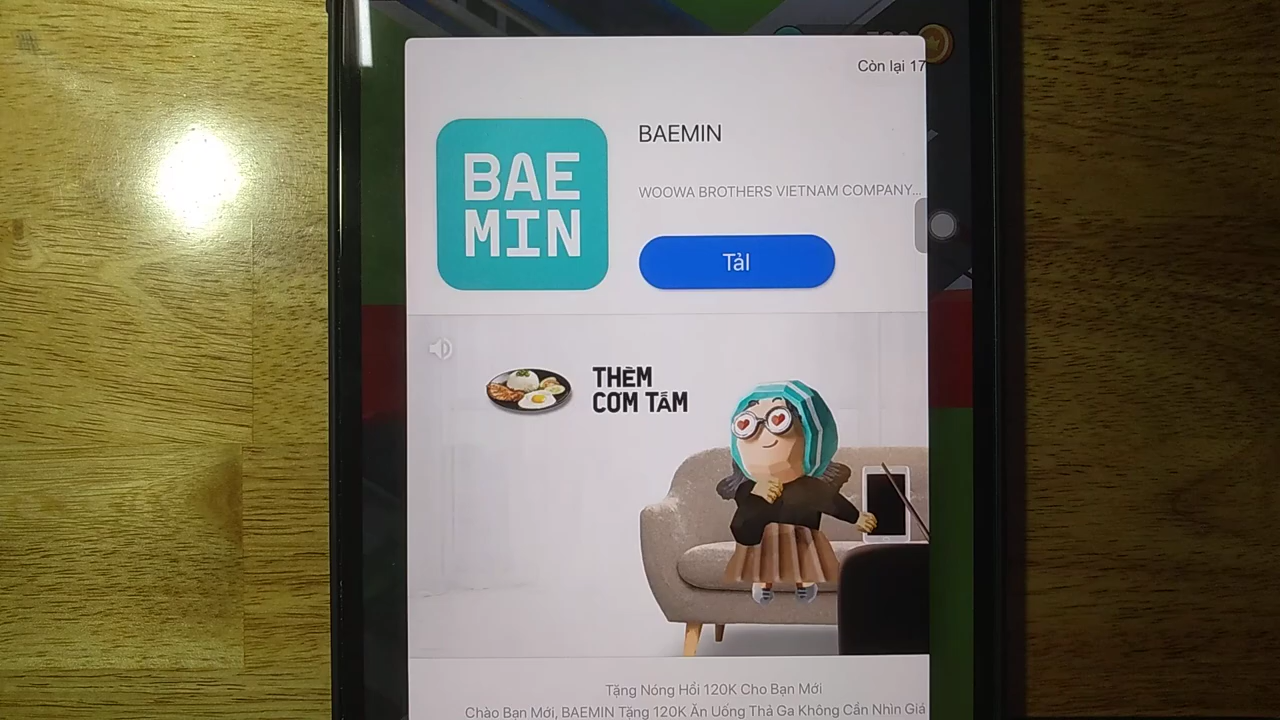 Còn lại 17
BAE
MIN
BAEMIN
WOOWA BROTHERS VIETNAM COMPANY...
Tải
THÈM
CƠM TẤM
Tặng Nóng Hổi 120K Cho Bạn Mới
Chào Bạn Mới, BAEMIN Tặng 120K Ăn Uống Thả Ga Không Cần Nhìn Giá